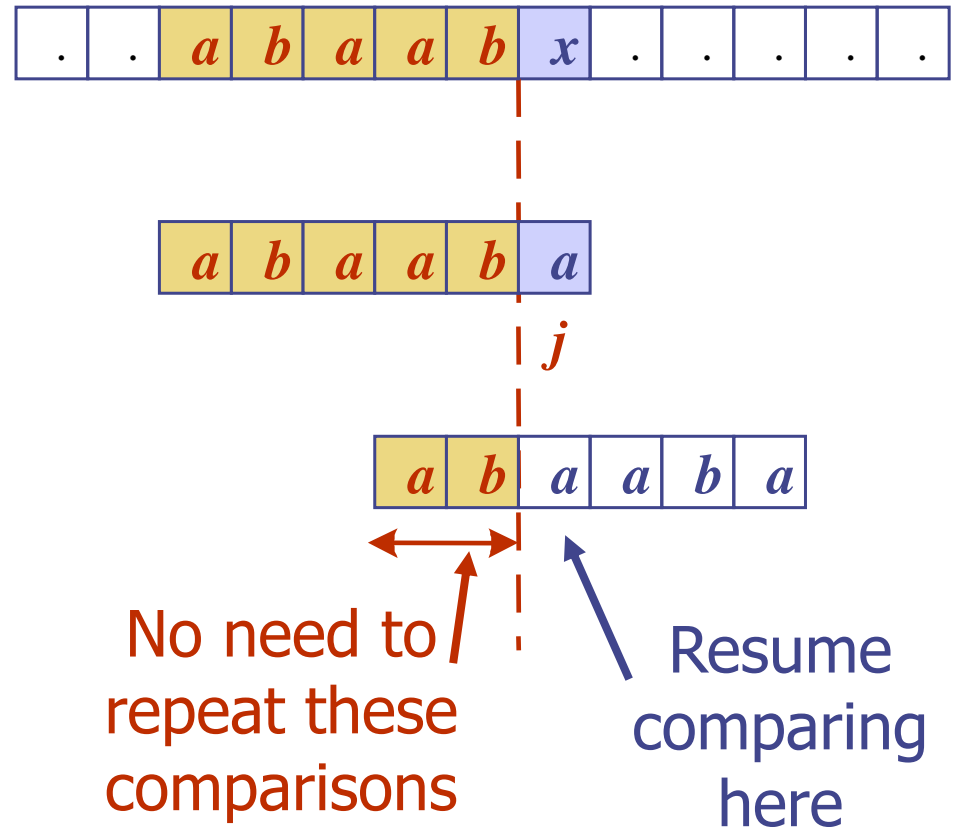 . . a b a a b x . . . . .
a b a a b a
j
a b a a b a
No need to
repeat these
comparisons
Resume
comparing
here